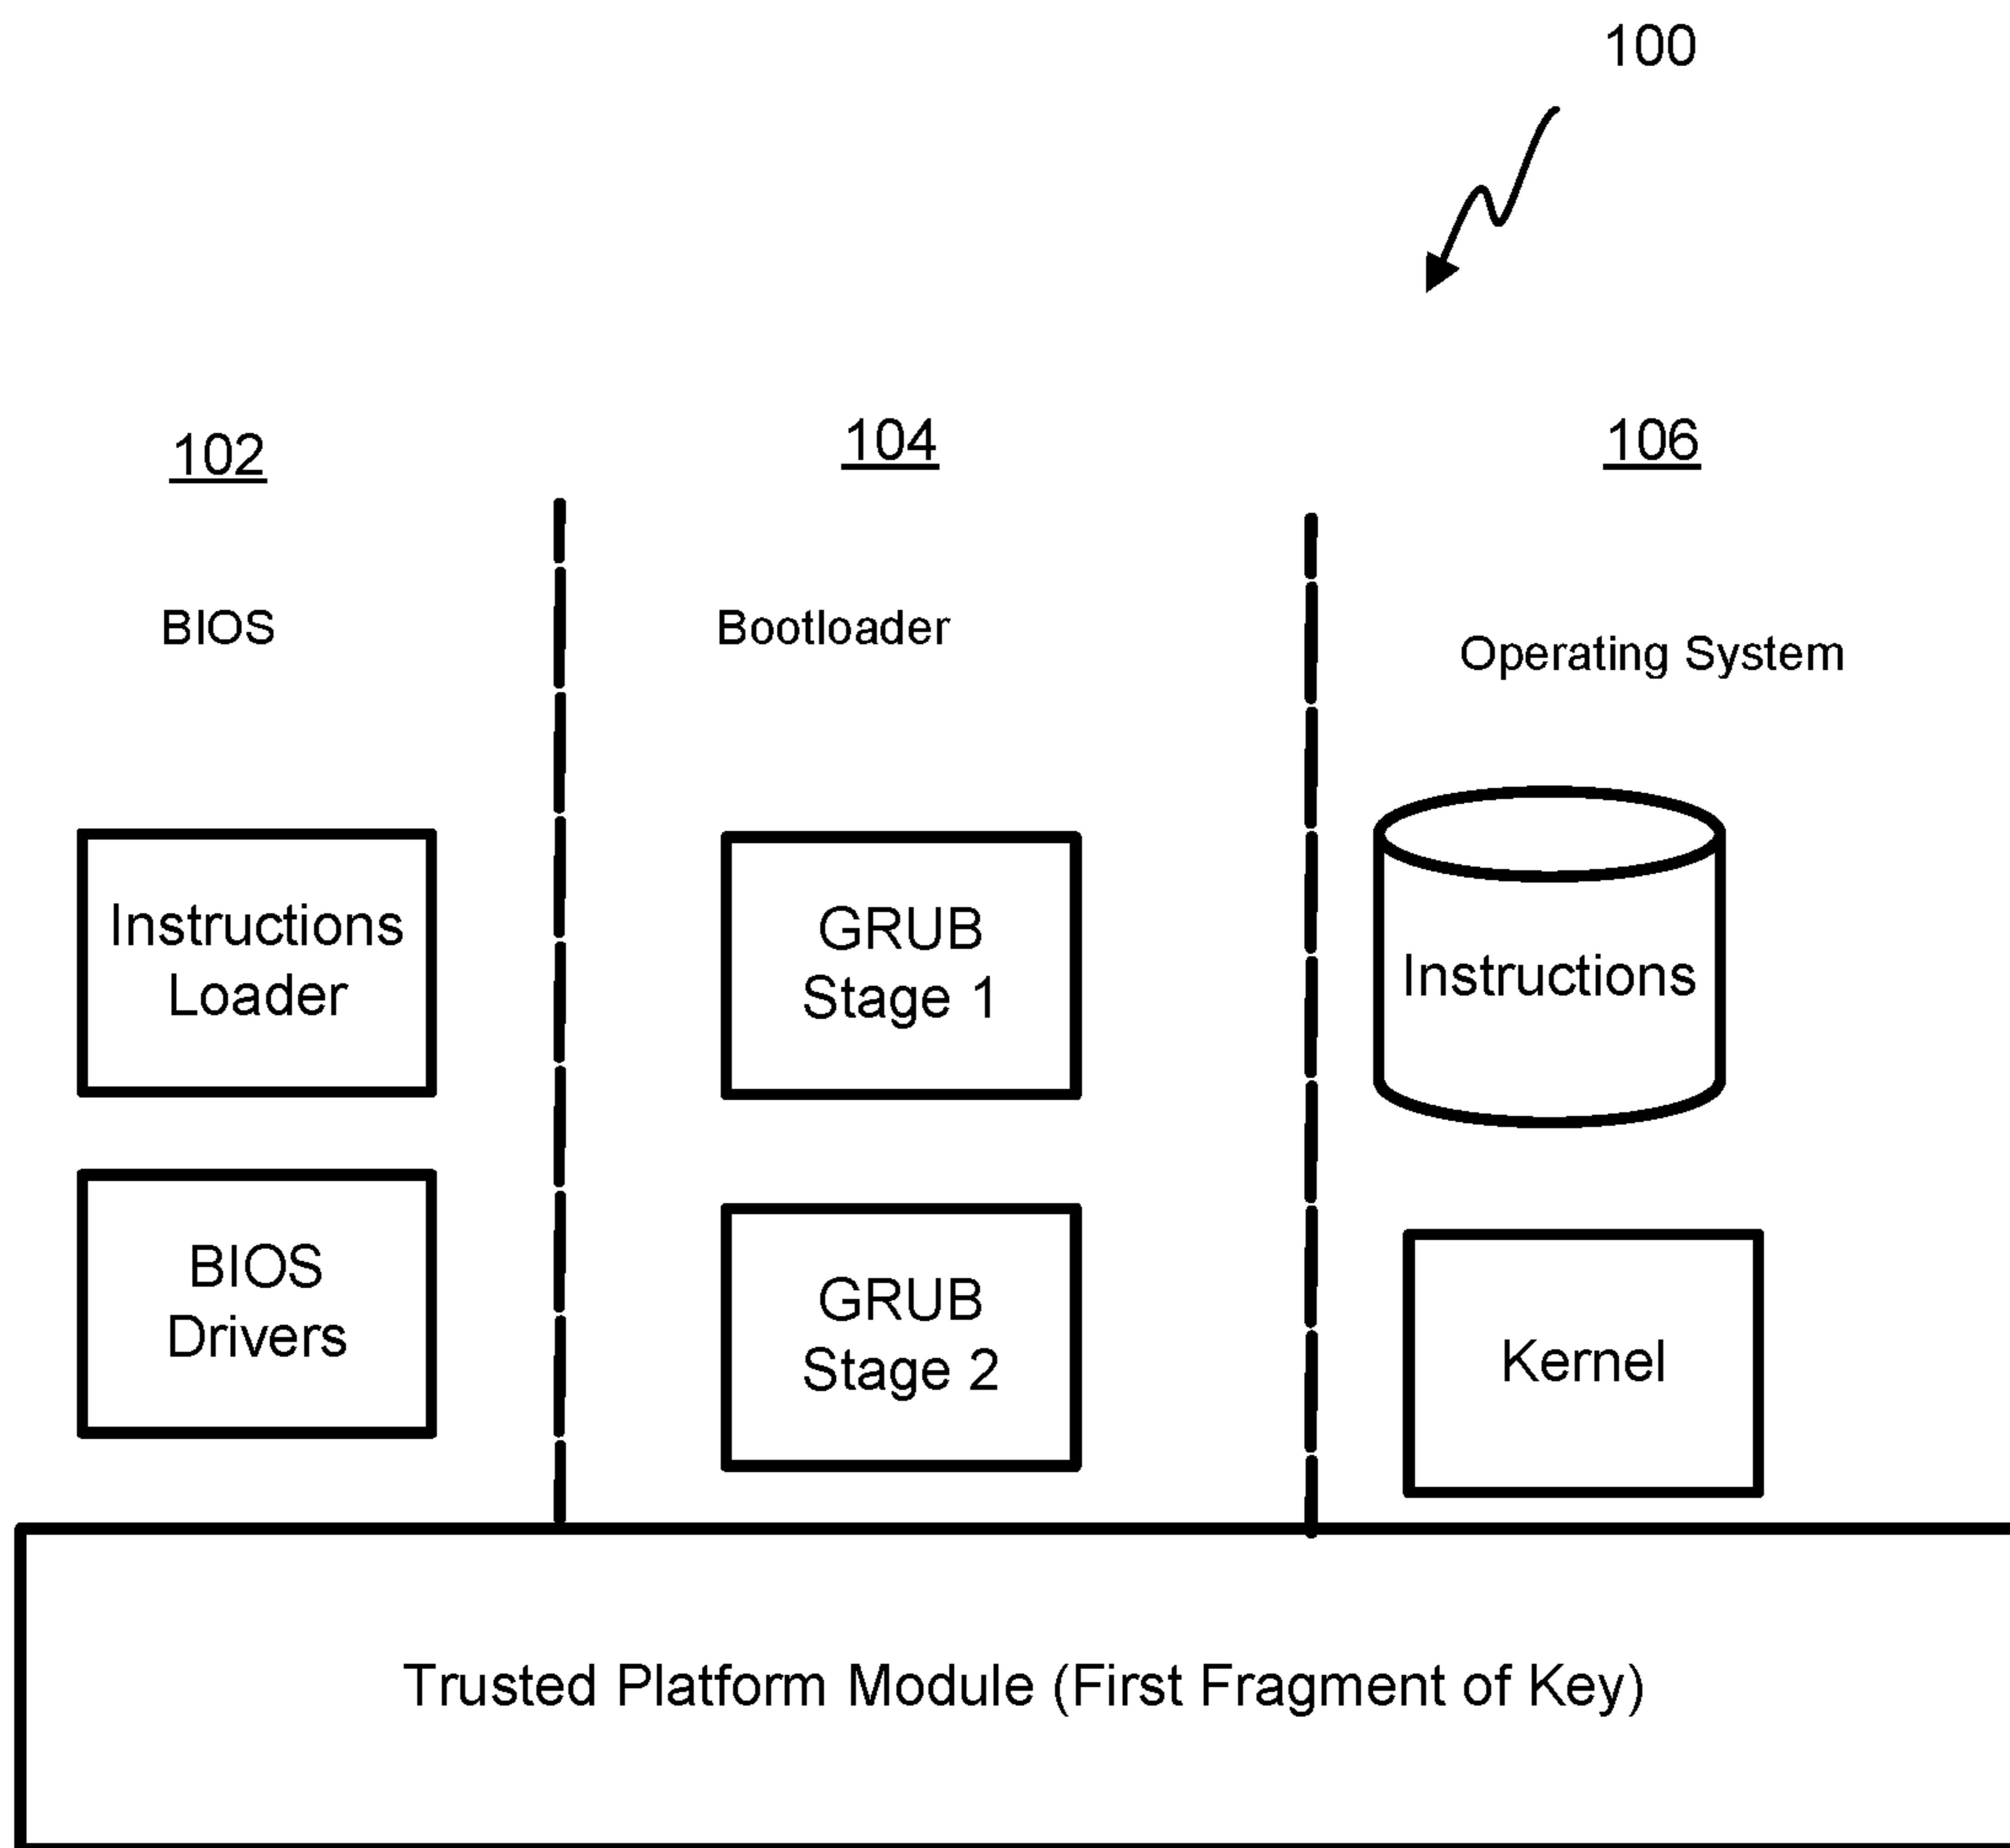 100
102
104
106
BIOS
Bootloader
Operating System
Instructions
Loader
GRUB
Stage 1
Instructions
BIOS
Drivers
GRUB
Stage 2
Kernel
Trusted Platform Module (First Fragment of Key)